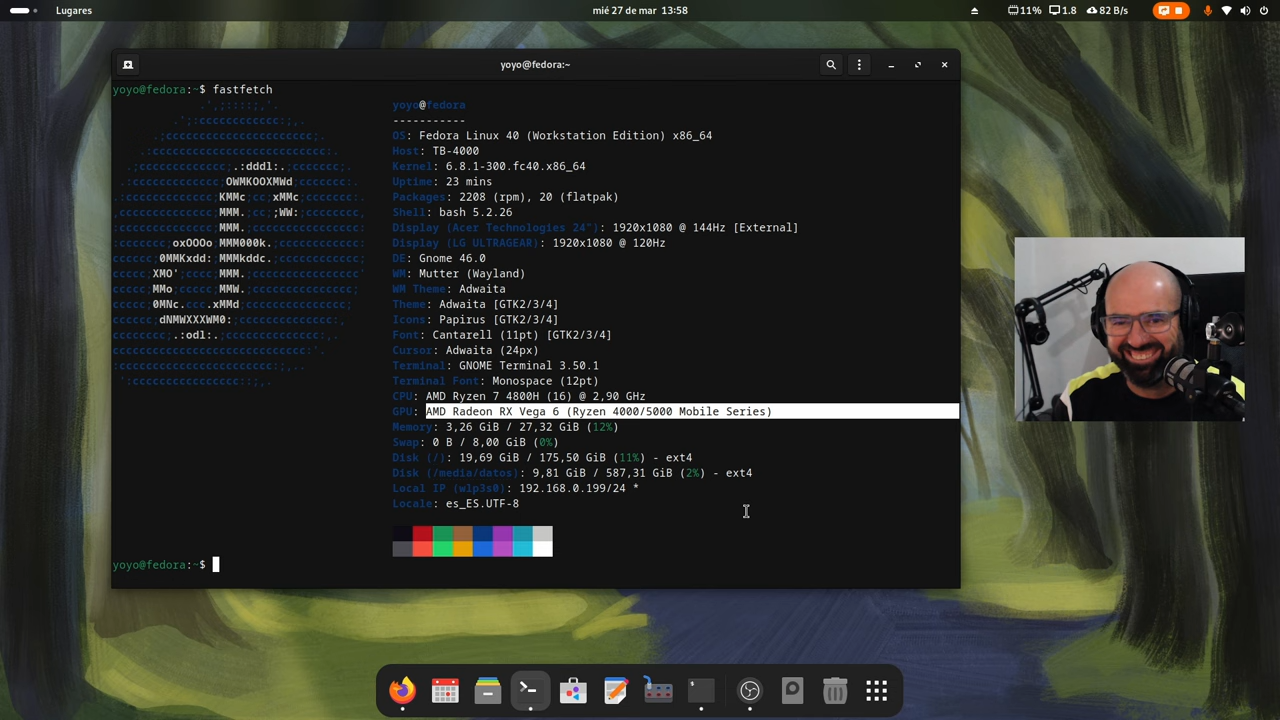 Lugares
mié 27 de mar 13:58
11%
1.8
82 B/s
yoyo@fedora:~
yoyo@fedora:~$ fastfetch
yoyo@fedora
-----------
OS: Fedora Linux 40 (Workstation Edition) x86_64
Host: TB-4000
Kernel: 6.8.1-300.fc40.x86_64
Uptime: 23 mins
Packages: 2208 (rpm), 20 (flatpak)
Shell: bash 5.2.26
Display (Acer Technologies 24"): 1920x1080 @ 144Hz [External]
Display (LG ULTRAGEAR): 1920x1080 @ 120Hz
DE: Gnome 46.0
WM: Mutter (Wayland)
WM Theme: Adwaita
Theme: Adwaita [GTK2/3/4]
Icons: Papirus [GTK2/3/4]
Font: Cantarell (11pt) [GTK2/3/4]
Cursor: Adwaita (24px)
Terminal: GNOME Terminal 3.50.1
Terminal Font: Monospace (12pt)
CPU: AMD Ryzen 7 4800H (16) @ 2,90 GHz
GPU: AMD Radeon RX Vega 6 (Ryzen 4000/5000 Mobile Series)
Memory: 3,26 GiB / 27,32 GiB (12%)
Swap: 0 B / 8,00 GiB (0%)
Disk (/): 19,69 GiB / 175,50 GiB (11%) - ext4
Disk (/media/datos): 9,81 GiB / 587,31 GiB (2%) - ext4
Local IP (wlp3s0): 192.168.0.199/24 *
Locale: es_ES.UTF-8
yoyo@fedora:~$